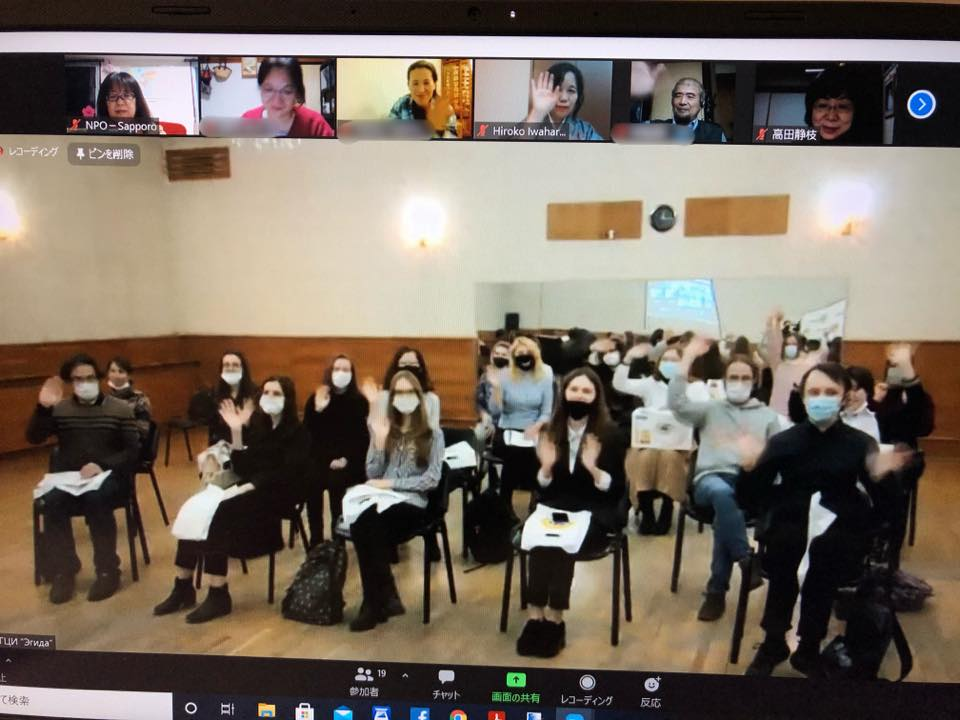 NPO－Sapporo
Hiroko Iwahar...
高田静枝
レコーディング
ピンを削除
ГЦИ "Эгида"
19
参加者
チャット
画面の共有
レコーディング
反応
て検索